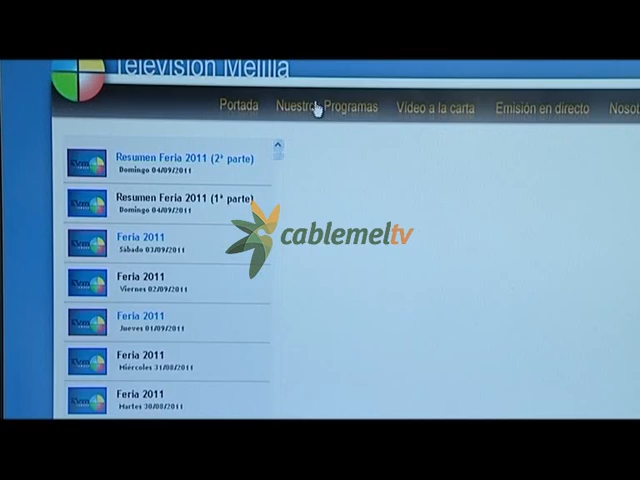 Televisión Melilla
Portada
Nuestros Programas
Vídeo a la carta
Emisión en directo
Resumen Feria 2011 (2ª parte)
Domingo 04/09/2011
Resumen Feria 2011 (1ª parte)
Domingo 04/09/2011
Feria 2011
Sábado 03/09/2011
Feria 2011
Viernes 02/09/2011
Feria 2011
Jueves 01/09/2011
Feria 2011
Miércoles 31/08/2011
Feria 2011
Martes 30/08/2011
cablemeltv